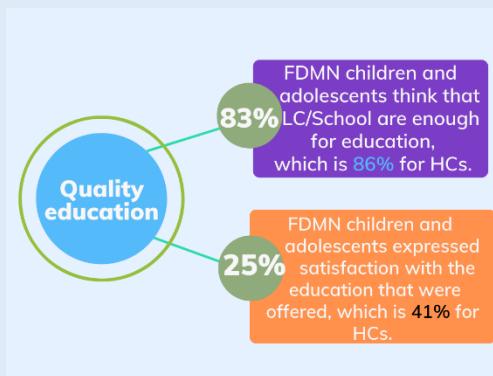 Quality
education
83%
FDMN children and
adolescents think that
LC/School are enough
for education,
which is 86% for HCs.
25%
FDMN children and
adolescents expressed
satisfaction with the
education that were
offered, which is 41% for
HCs.